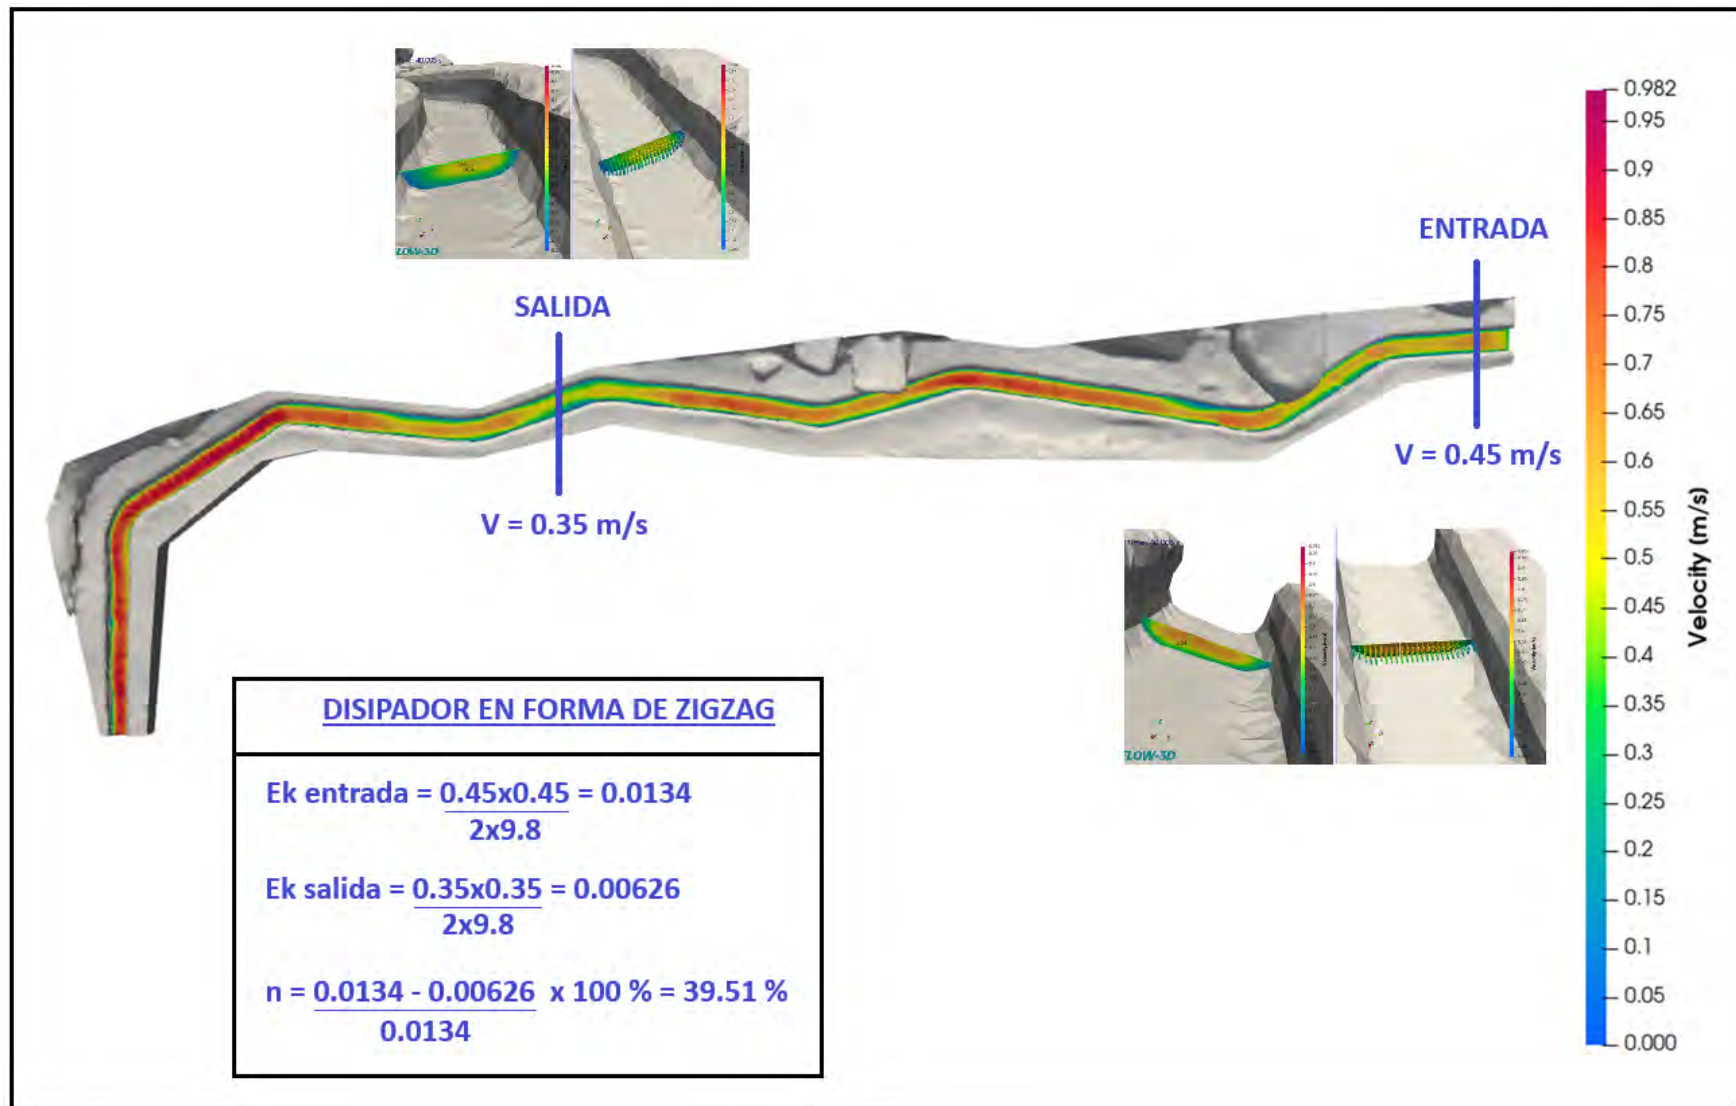 ENTRADA
SALIDA
V = 0.45 m/s
V = 0.35 m/s
FLOW-3D
LOW-3D
DISIPADOR EN FORMA DE ZIGZAG
Ek entrada = 0.45x0.45 = 0.0134
2x9.8
Ek salida = 0.35x0.35 = 0.00626
2x9.8
n = 0.0134 - 0.00626 x 100 % = 39.51 %
0.0134
0.982
0.95
0.9
0.85
0.8
0.75
0.7
0.65
0.6
0.55
0.5
0.45
0.4
0.35
0.3
0.25
0.2
0.15
0.1
0.05
0.000
Velocity (m/s)